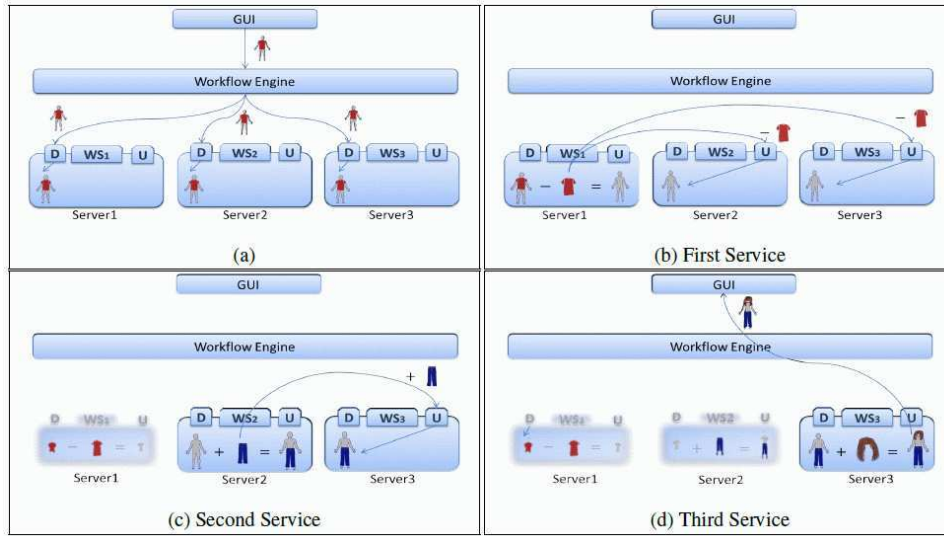 GUI
Workflow Engine
D WS1 U
D WS2 U
D WS3 U
Server1
Server2
Server3
(a)
GUI
Workflow Engine
− −
D WS1 U
D WS2 U
D WS3 U
− =
Server1
Server2
Server3
(b) First Service
GUI
Workflow Engine
+
D WS1 U
D WS2 U
D WS3 U
− =
+ =
Server1
Server2
Server3
(c) Second Service
GUI
Workflow Engine
D WS1 U
D WS2 U
D WS3 U
− =
+ =
+ =
Server1
Server2
Server3
(d) Third Service